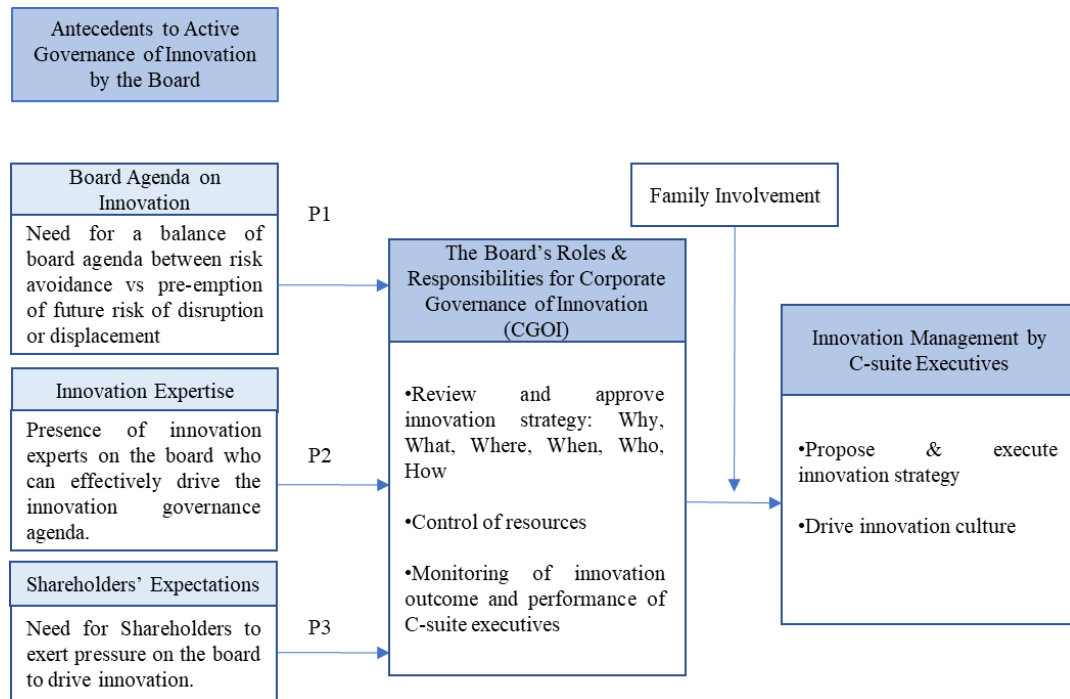 Antecedents to Active
Governance of Innovation
by the Board
Board Agenda on
Innovation
Need for a balance of
board agenda between risk
avoidance vs pre-emption
of future risk of disruption
or displacement
P1
Innovation Expertise
Presence of innovation
experts on the board who
can effectively drive the
innovation governance
agenda.
P2
Shareholders’ Expectations
Need for Shareholders to
exert pressure on the board
to drive innovation.
P3
The Board’s Roles &
Responsibilities for Corporate
Governance of Innovation
(CGOI)
•Review and approve
innovation strategy: Why,
What, Where, When, Who,
How
•Control of resources
•Monitoring of innovation
outcome and performance of
C-suite executives
Family Involvement
Innovation Management by
C-suite Executives
•Propose & execute
innovation strategy
•Drive innovation culture